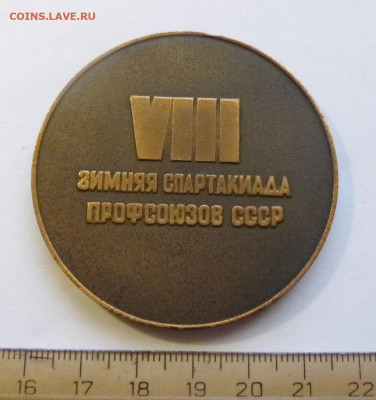 COINS.LAVE.RU
VIII
ЗИМНЯЯ СПАРТАКИАДА
ПРОФСОЮЗОВ СССР
16 17 18 19 20 21 22